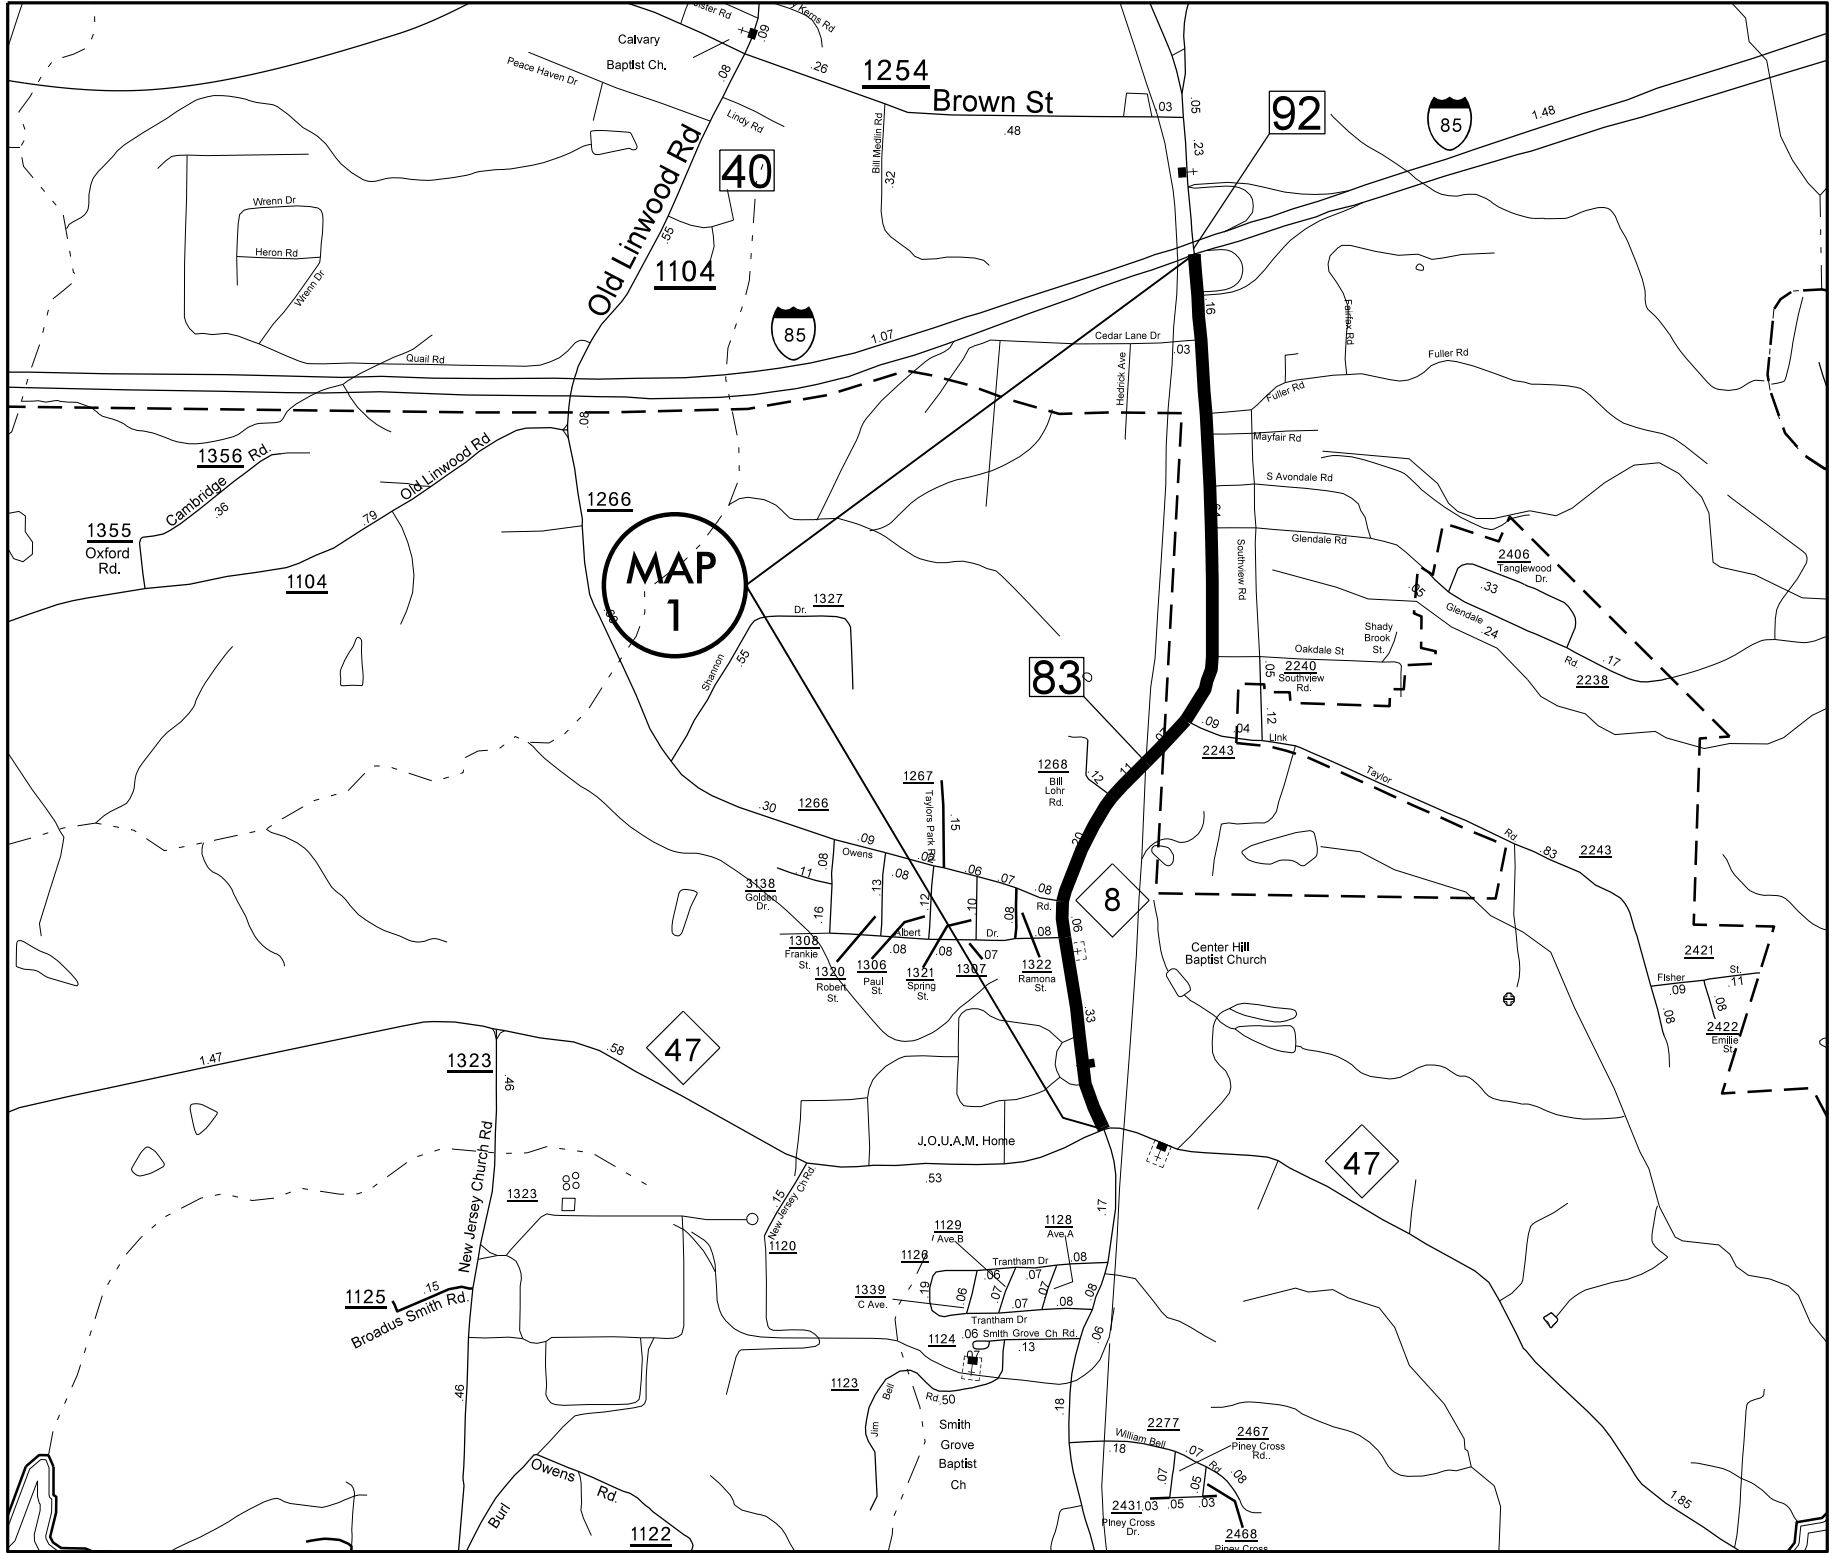 y Kerns Rd
ister Rd
.09
Calvary
Baptist Ch.
Peace Haven Dr
.08
.26
1254
Brown St
.03
.05
92
85
1.48
Lindy Rd
.48
Bill Medlin Rd
.32
.23
Old Linwood Rd
40
.55
1104
Wrenn Dr
Heron Rd
Wrenn Dr
85
1.07
Quail Rd
.16
Cedar Lane Dr
.03
Hedrick Ave
Fairfax Rd
Fuller Rd
Fuller Rd
.08
Mayfair Rd
1356 Rd.
Cambridge
.36
Old Linwood Rd
.79
1355
Oxford
Rd.
1104
1266
MAP
1
S Avondale Rd
Glendale Rd
Southview Rd
2406
Tanglewood
Dr.
.33
.05
Glendale
.24
Rd.
.17
2238
Shady
Brook
St.
Oakdale St
.05
2240
Southview
Rd.
Dr.
1327
Shannon
.55
83
.09
.04
.12
Link
2243
Taylor
Rd
.83
2243
.11
1268
Bill
Lohr
Rd.
.12
.20
1267
Taylors Park Rd
.15
.30
1266
.09
Owens
.08
.08
.06
.07
.08
Rd.
.11
3138
Golden
Dr.
.16
.13
.12
.10
.08
.06
8
Albert
Dr.
.08
.08
.08
.07
1308
Frankie
St.
1320
Robert
St.
1306
Paul
St.
1321
Spring
St.
1307
1322
Ramona
St.
Center Hill
Baptist Church
2421
Fisher
St.
.09
.11
.08
.08
2422
Emilie
St.
.33
1.47
1323
.46
.58
47
J.O.U.A.M. Home
.53
47
New Jersey Church Rd
1323
.15
New Jersey Ch Rd.
1120
.17
1129
Ave.B
1128
Ave.A
1126
Trantham Dr
.08
.06
.07
.19
.06
.07
.07
.08
1339
C Ave.
.07
.08
Trantham Dr
1124
.06
Smith Grove Ch Rd.
.13
.06
.07
1125
.15
Broadus Smith Rd.
1123
Jim
Bell
Rd.
.50
.46
Smith
Grove
Baptist
Ch
.18
2277
William Bell
Rd
.18
.07
.08
2467
Piney Cross
Rd..
.07
.05
2431
.03
.05
.03
Piney Cross
Dr.
2468
Piney Cross
Owens
Rd.
Burl
1122
1.85